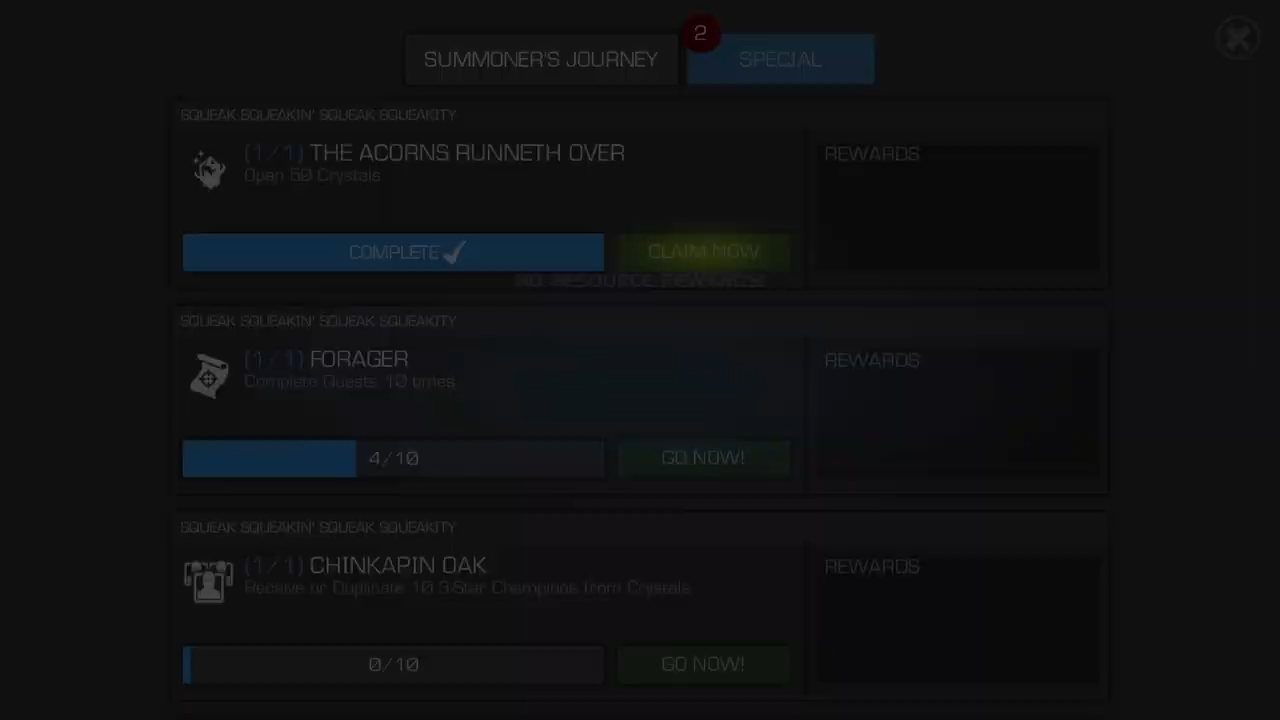 2
SUMMONER'S JOURNEY
SPECIAL
SQUEAK SQUEAKIN' SQUEAK SQUEAKITY
(1/1) THE ACORNS RUNNETH OVER
Open 50 Crystals
REWARDS
COMPLETE
CLAIM NOW
NO RESOURCE REWARDS!
SQUEAK SQUEAKIN' SQUEAK SQUEAKITY
(1/1) FORAGER
Complete Quests 10 times
REWARDS
4/10
GO NOW!
SQUEAK SQUEAKIN' SQUEAK SQUEAKITY
(1/1) CHINKAPIN OAK
Receive or Duplicate 10 3-Star Champions from Crystals
REWARDS
0/10
GO NOW!